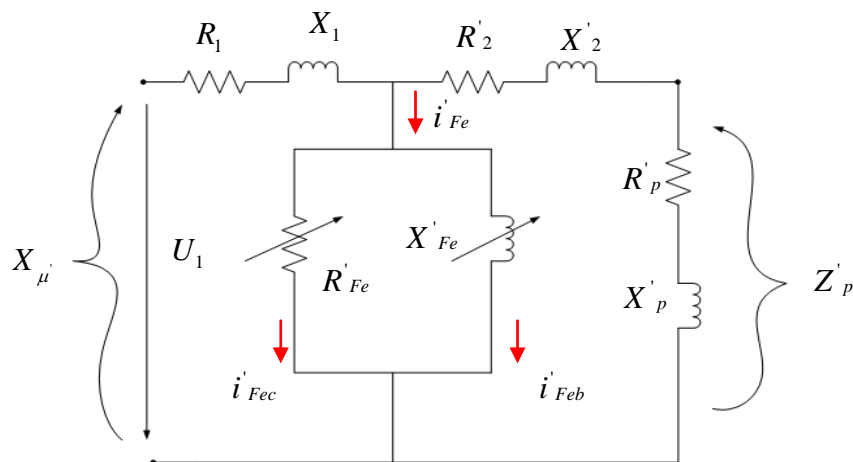 R₁
X₁
R'₂
X'₂
i'Fe
R'p
X'Fe
Xμ'
U₁
R'Fe
X'p
Z'p
i'Fec
i'Feb